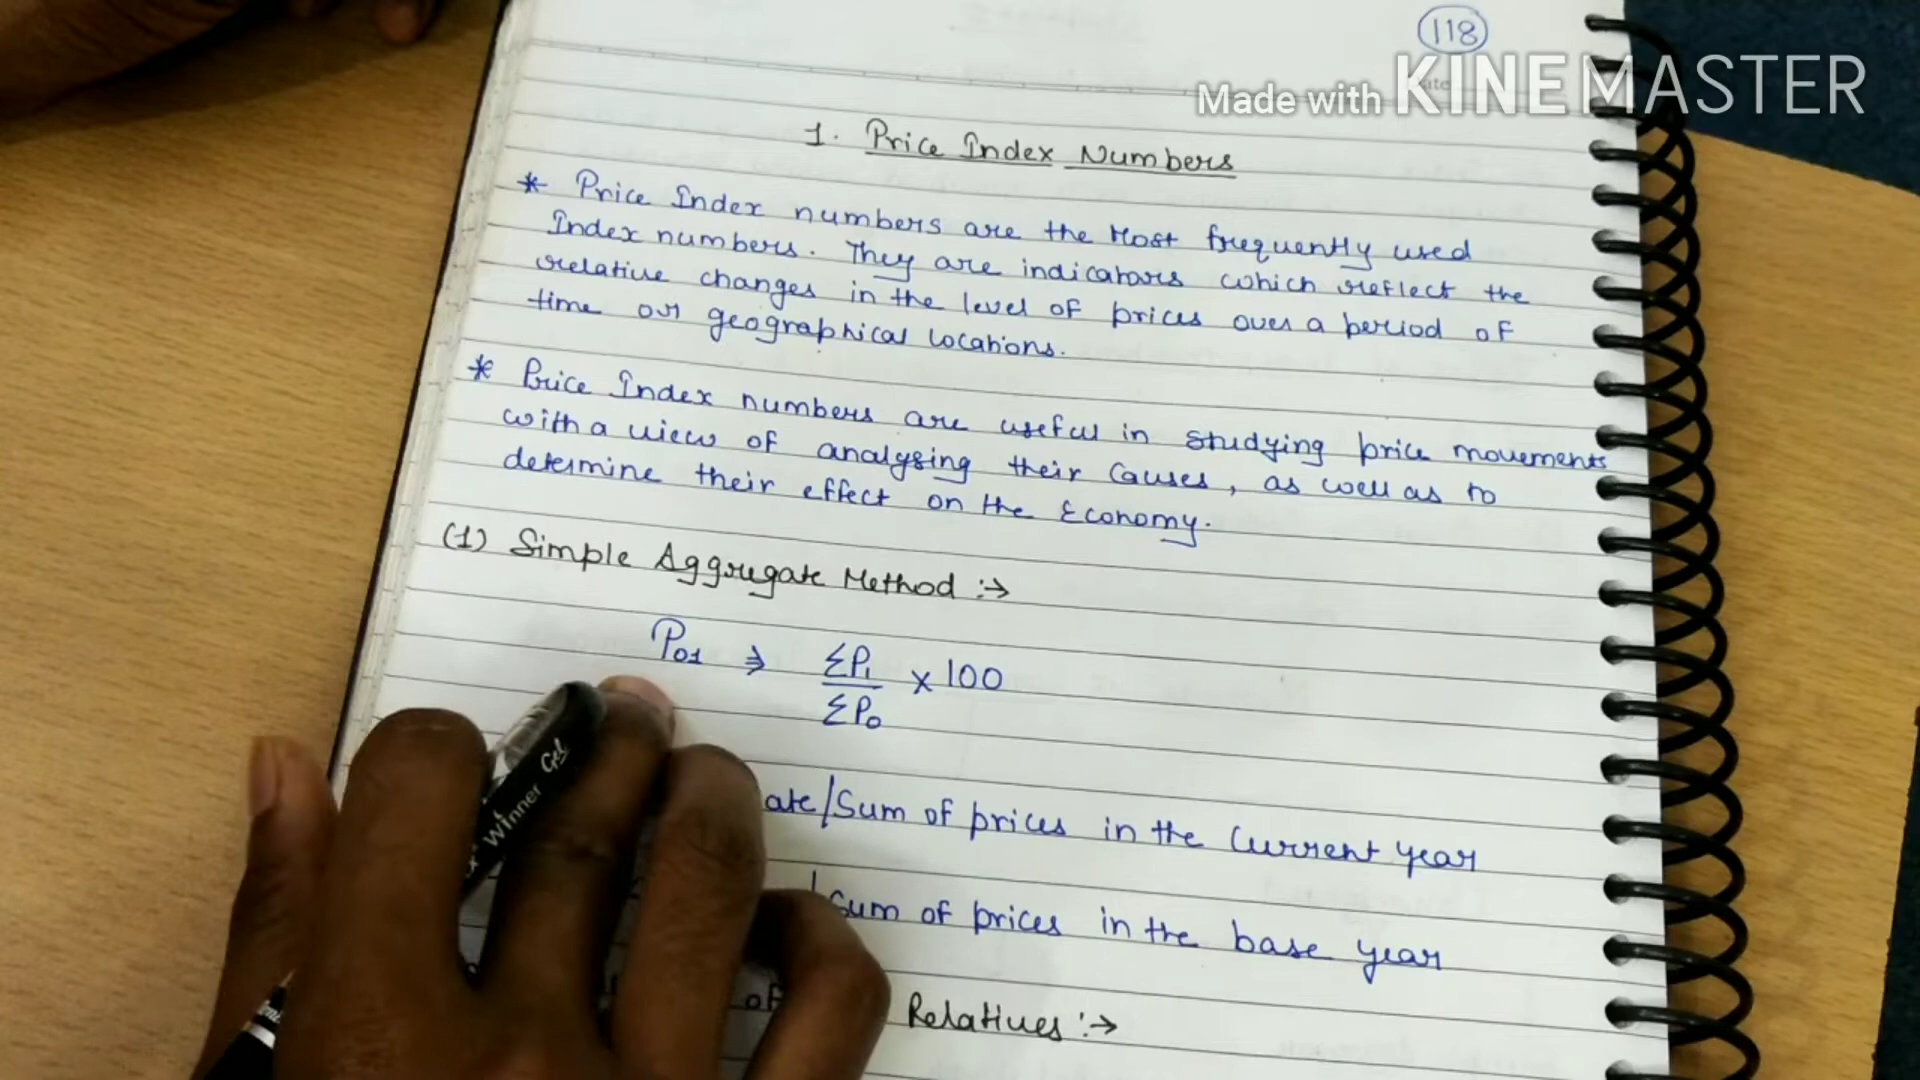 118
Made with KINEMASTER
1. Price Index Numbers
* Price Index numbers are the Most frequently used
Index numbers. They are indicators which reflect the
relative changes in the level of prices over a period of
time or geographical locations.
* Price Index numbers are useful in studying price movements
with a view of analysing their Causes, as well as to
determine their effect on the Economy.
(1) Simple Aggregate Method :→
P01 ⇒ ΣP1/ΣP0 × 100
Winner Gel
ate/Sum of prices in the Current year
/Sum of prices in the base year
of Relatives :→